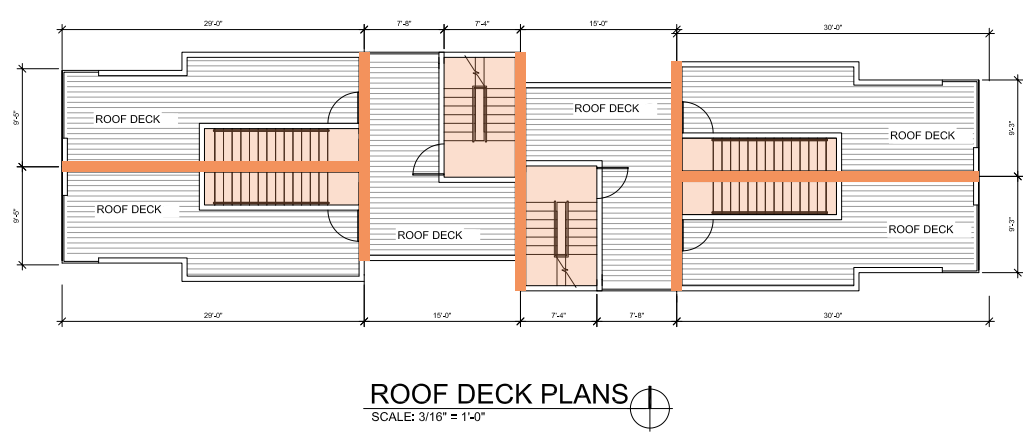 29'-0" 7'-8" 7'-4" 15'-0" 30'-0"
9'-5"
ROOF DECK
ROOF DECK
ROOF DECK
9'-3"
9'-5"
ROOF DECK
ROOF DECK
ROOF DECK
9'-3"
29'-0" 15'-0" 7'-4" 7'-8" 30'-0"
ROOF DECK PLANS
SCALE: 3/16" = 1'-0"